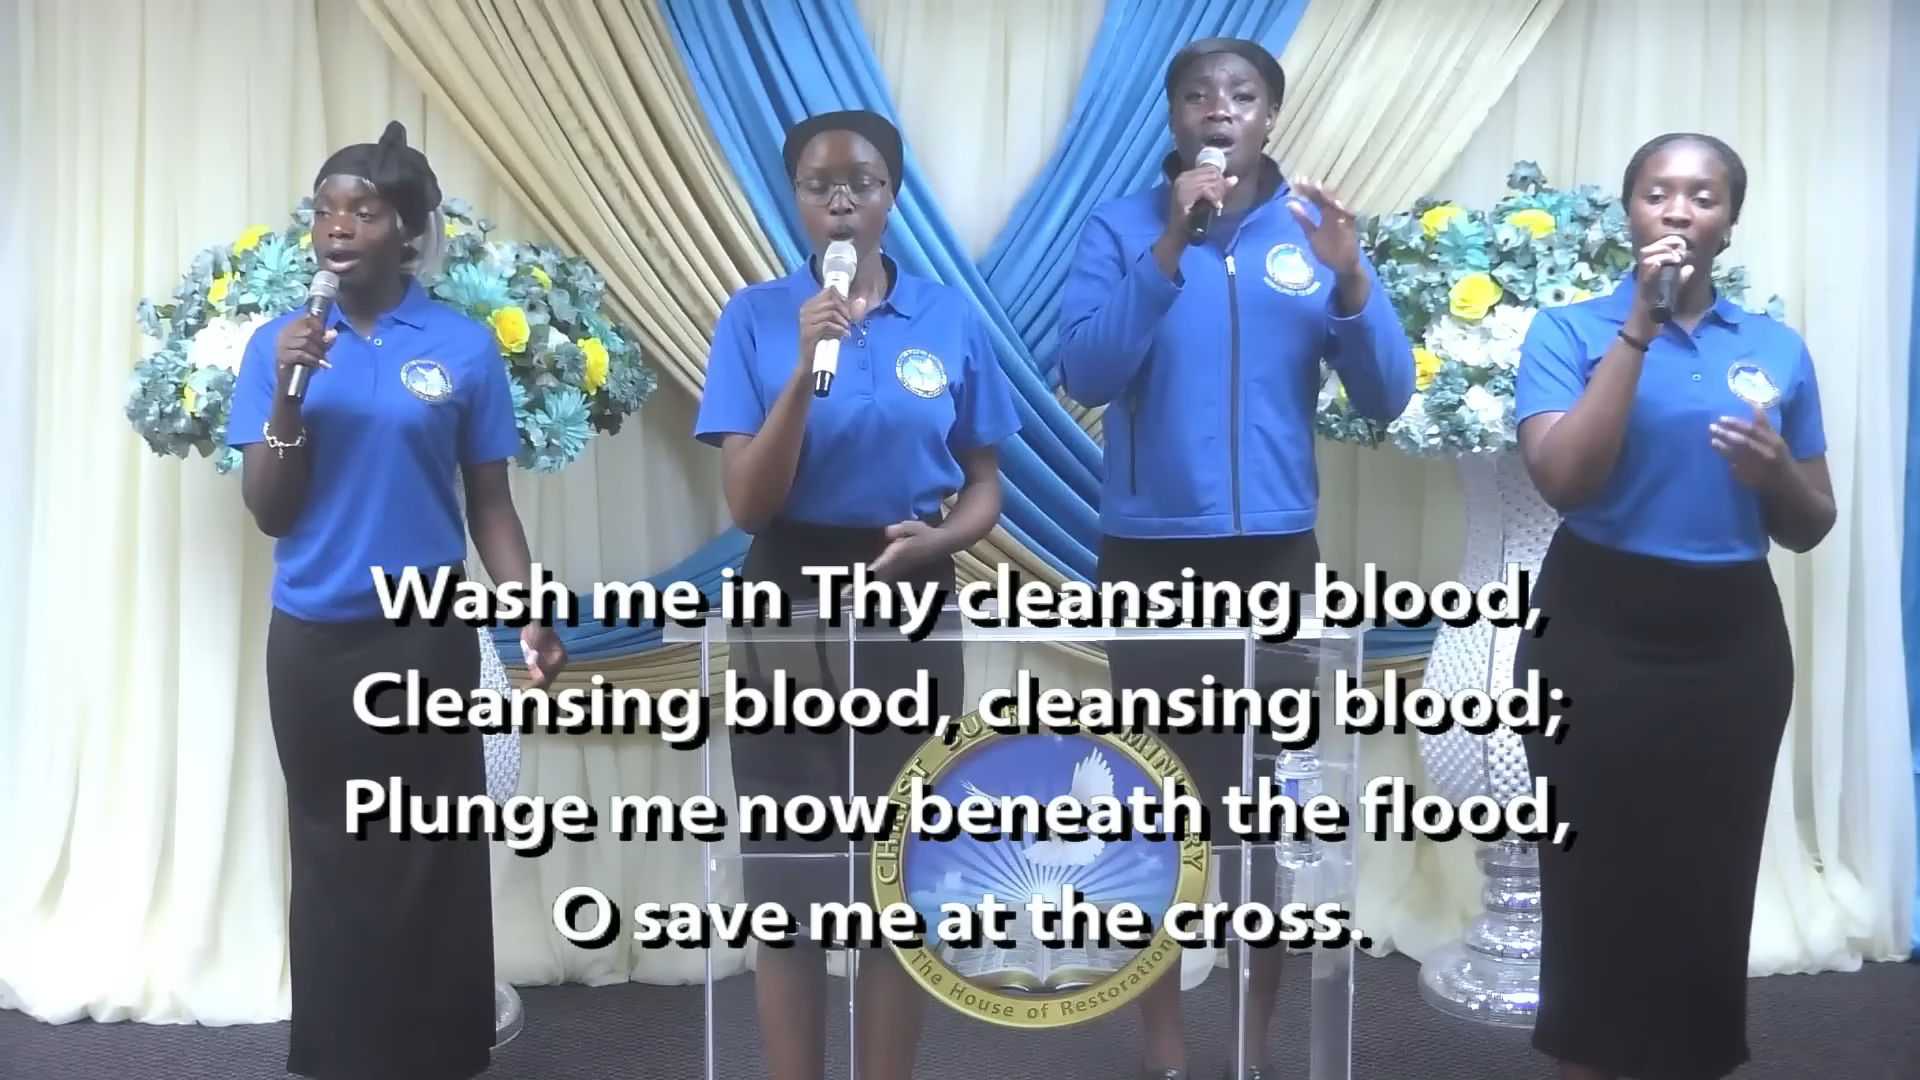 Wash me in Thy cleansing blood,
Cleansing blood, cleansing blood;
Plunge me now beneath the flood,
O save me at the cross.
CHRIST
The House of Restoration